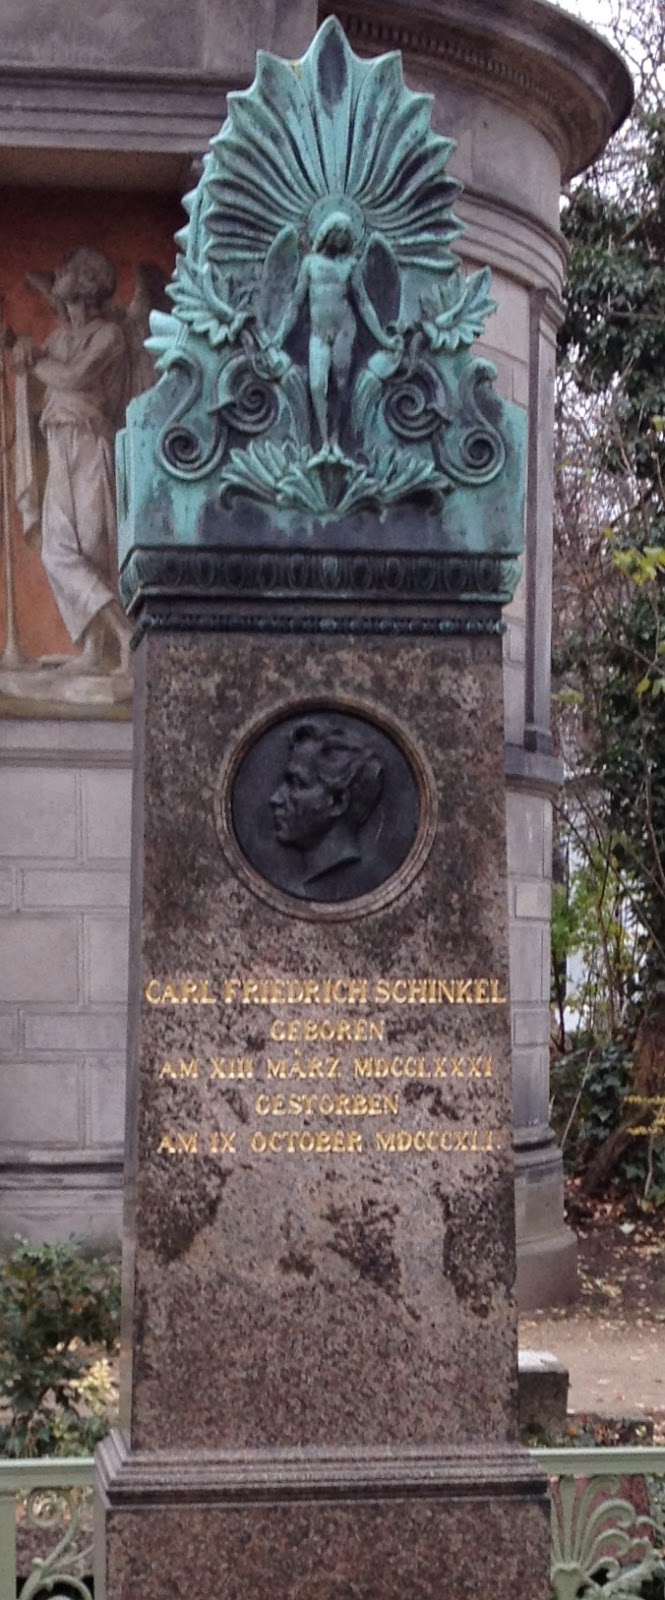 CARL FRIEDRICH SCHINKEL
GEBOREN
AM XIII MÄRZ MDCCLXXXI
GESTORBEN
AM IX OCTOBER MDCCCXLI.